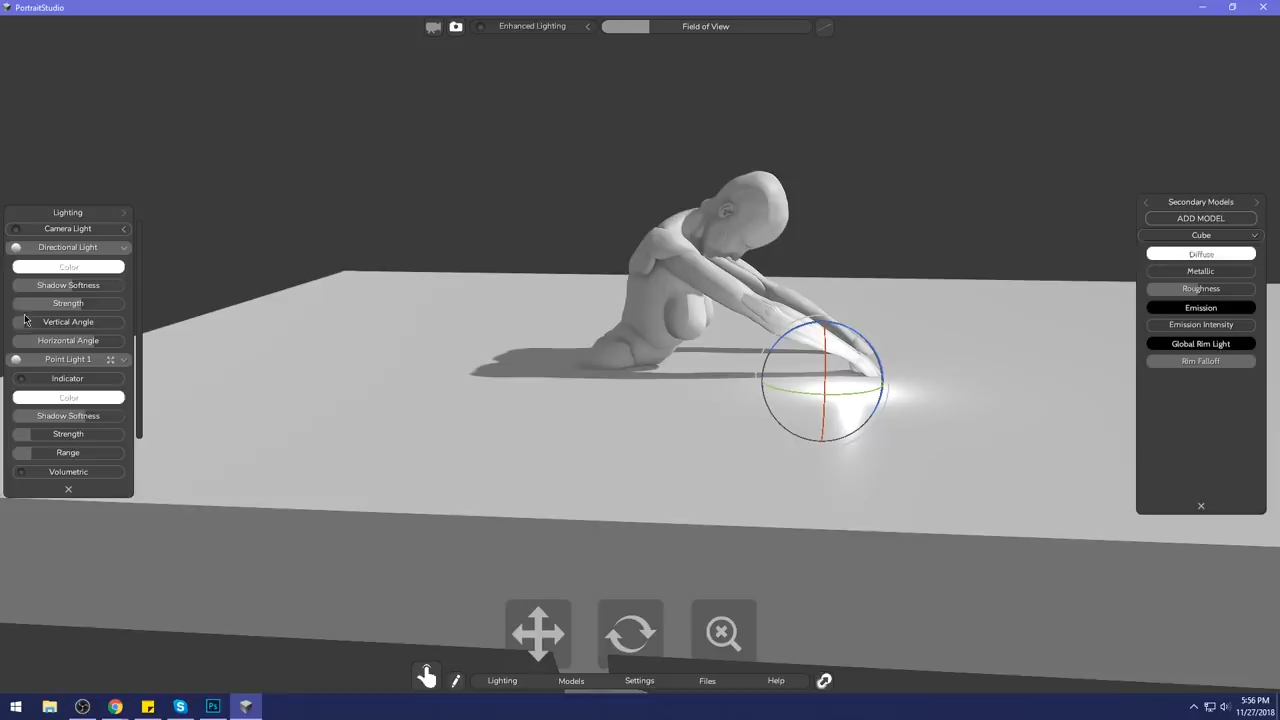 PortraitStudio
Enhanced Lighting
Field of View
Lighting
Camera Light
Directional Light
Color
Shadow Softness
Strength
Vertical Angle
Horizontal Angle
Point Light 1
Indicator
Color
Shadow Softness
Strength
Range
Volumetric
Secondary Models
ADD MODEL
Cube
Diffuse
Metallic
Roughness
Emission
Emission Intensity
Global Rim Light
Rim Falloff
Lighting
Models
Settings
Files
Help
Ps
5:56 PM
11/27/2018